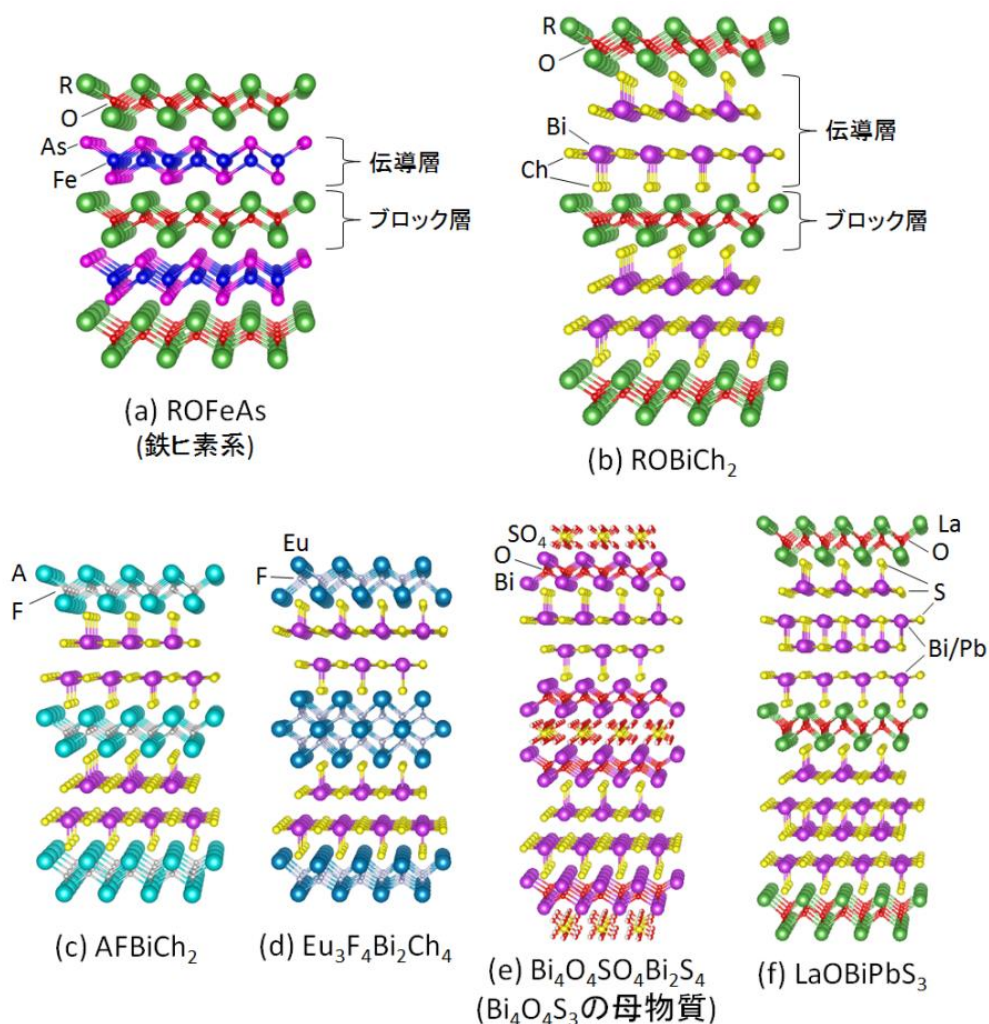 R
O
As
Fe
伝導層
ブロック層
(a) ROFeAs
(鉄ヒ素系)
R
O
Bi
Ch
伝導層
ブロック層
(b) ROBiCh₂
A
F
(c) AFBiCh₂
Eu
F
(d) Eu₃F₄Bi₂Ch₄
SO₄
O
Bi
(e) Bi₄O₄SO₄Bi₂S₄
(Bi₄O₄S₃の母物質)
La
O
S
Bi/Pb
(f) LaOBiPbS₃